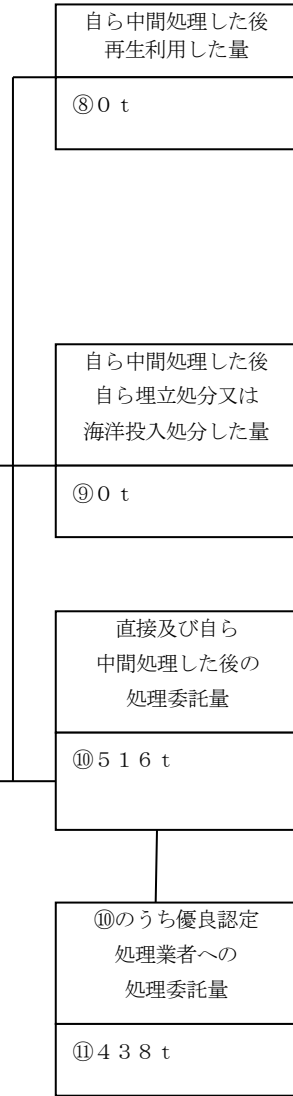 自ら中間処理した後
再生利用した量
⑧０ｔ
自ら中間処理した後
自ら埋立処分又は
海洋投入処分した量
⑨０ｔ
直接及び自ら
中間処理した後の
処理委託量
⑩５１６ｔ
⑩のうち優良認定
処理業者への
処理委託量
⑪４３８ｔ